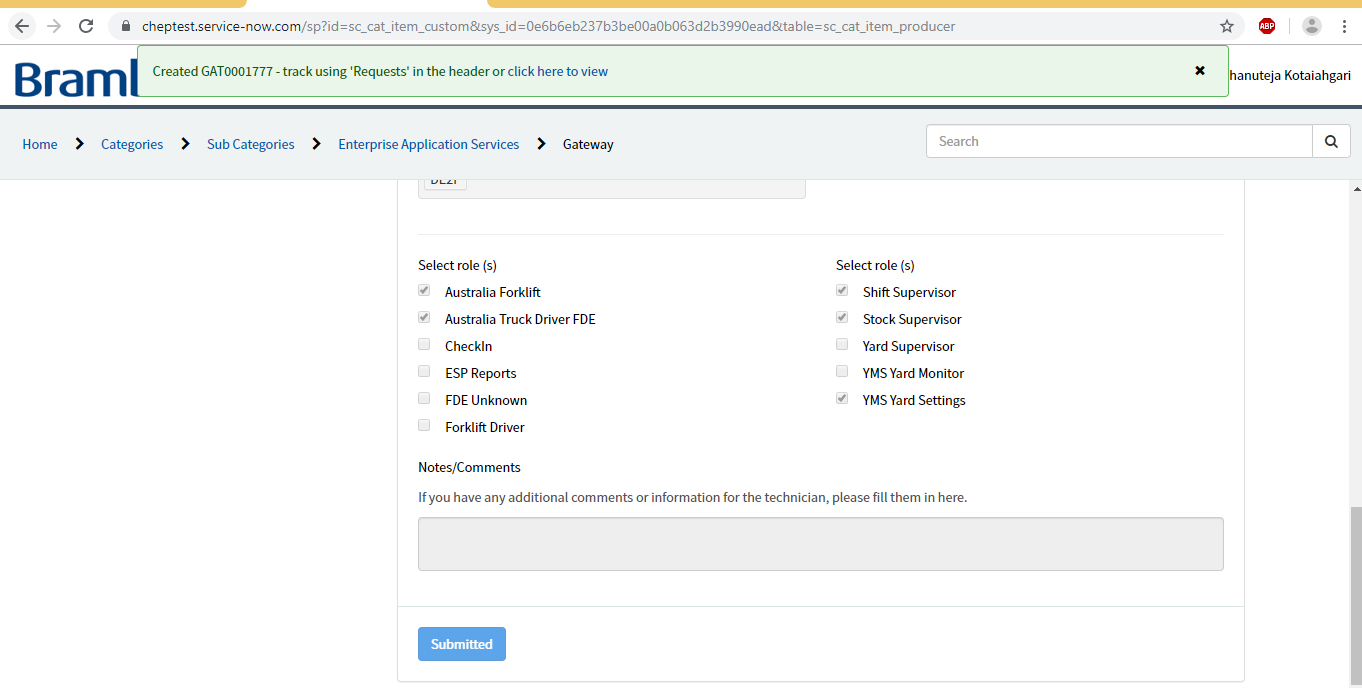 cheptest.service-now.com/sp?id=sc_cat_item_custom&sys_id=0e6b6eb237b3be00a0b063d2b3990ead&table=sc_cat_item_producer
ABP
Created GAT0001777 - track using 'Requests' in the header or click here to view
Kotaiahgari
Home Categories Sub Categories Enterprise Application Services Gateway
Search
Select role (s)
Australia Forklift
Australia Truck Driver FDE
CheckIn
ESP Reports
FDE Unknown
Forklift Driver
Select role (s)
Shift Supervisor
Stock Supervisor
Yard Supervisor
YMS Yard Monitor
YMS Yard Settings
Notes/Comments
If you have any additional comments or information for the technician, please fill them in here.
Submitted